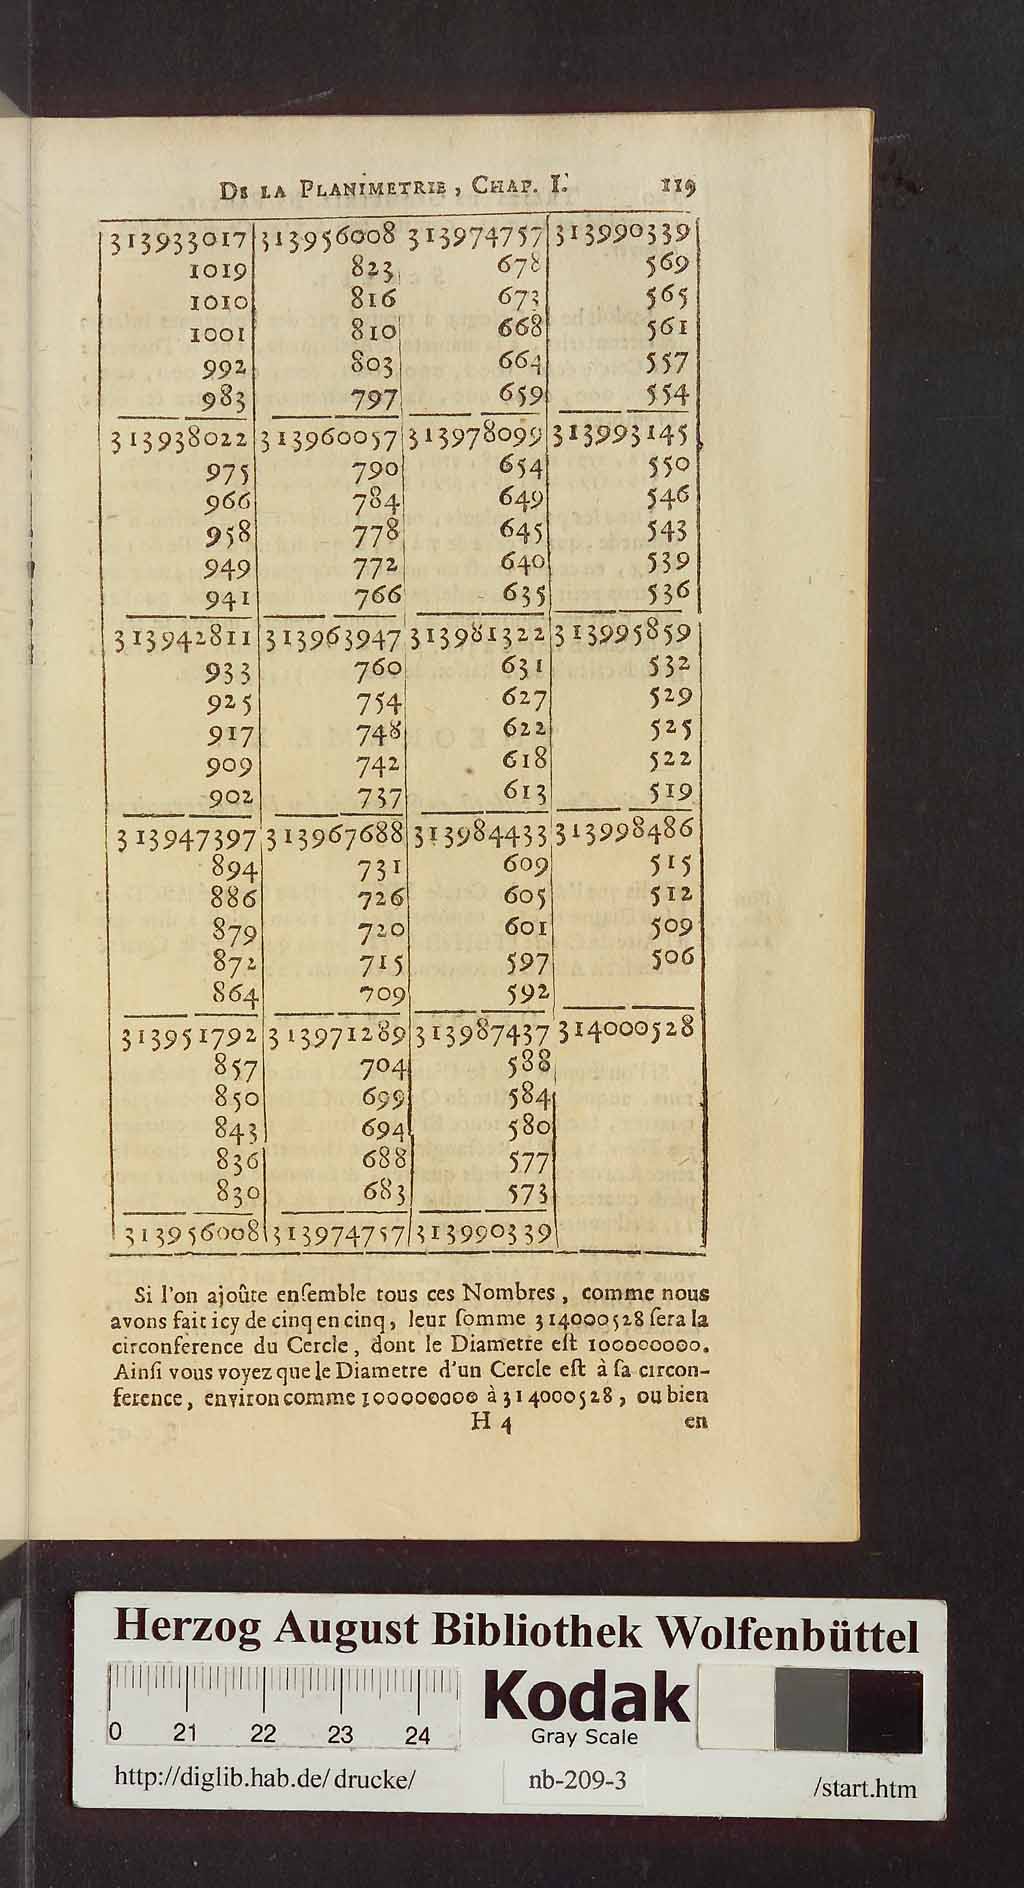 DE LA PLANIMETRIE, CHAP. I. 119
313933017 313956008 313974757 313990339
1019 823 678 569
1010 816 673 565
1001 810 668 561
992 803 664 557
983 797 659 554
313938022 313960057 313978099 313993145
975 790 654 550
966 784 649 546
958 778 645 543
949 772 640 539
941 766 635 536
313942811 313963947 313981322 313995859
933 760 631 532
925 754 627 529
917 748 622 525
909 742 618 522
902 737 613 519
313947397 313967688 313984433 313998486
894 731 609 515
886 726 605 512
879 720 601 509
872 715 597 506
864 709 592
313951792 313971289 313987437 314000528
857 704 588
850 699 584
843 694 580
836 688 577
830 683 573
313956008 313974757 313990339
Si l'on ajoûte enſemble tous ces Nombres, comme nous
avons fait icy de cinq en cinq, leur ſomme 314000528 ſera la
circonference du Cercle, dont le Diametre eſt 100000000.
Ainſi vous voyez que le Diametre d'un Cercle eſt à ſa circon-
ference, environ comme 100000000 à 314000528, ou bien
H 4 en
Herzog August Bibliothek Wolfenbüttel
0 21 22 23 24
Kodak
Gray Scale
http://diglib.hab.de/drucke/ nb-209-3 /start.htm